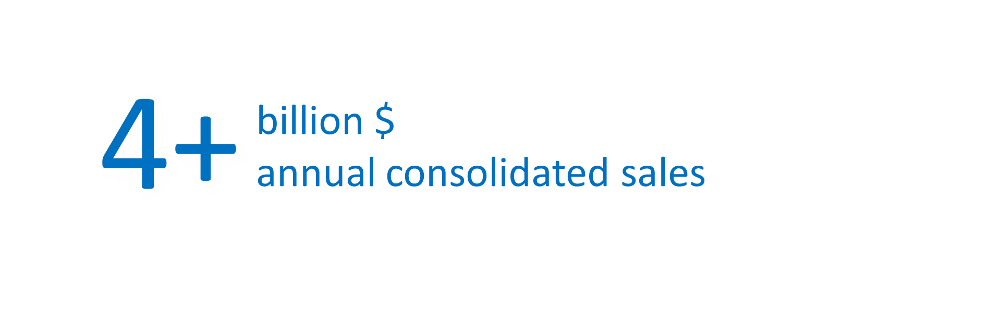 4+
billion $
annual consolidated sales